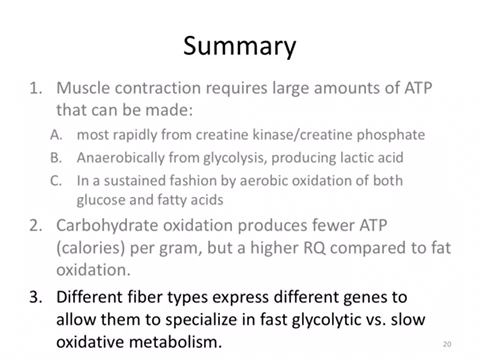 Summary
1. Muscle contraction requires large amounts of ATP
that can be made:
A. most rapidly from creatine kinase/creatine phosphate
B. Anaerobically from glycolysis, producing lactic acid
C. In a sustained fashion by aerobic oxidation of both
glucose and fatty acids
2. Carbohydrate oxidation produces fewer ATP
(calories) per gram, but a higher RQ compared to fat
oxidation.
3. Different fiber types express different genes to
allow them to specialize in fast glycolytic vs. slow
oxidative metabolism.
20